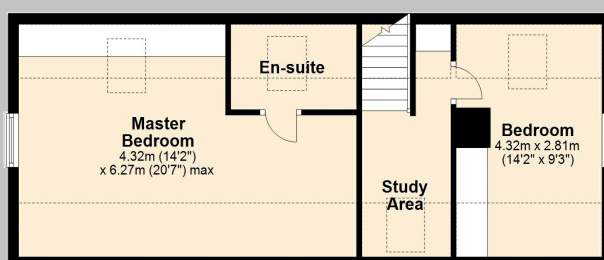 En-suite
Master
Bedroom
4.32m (14'2")
x 6.27m (20'7") max
Study
Area
Bedroom
4.32m x 2.81m
(14'2" x 9'3")